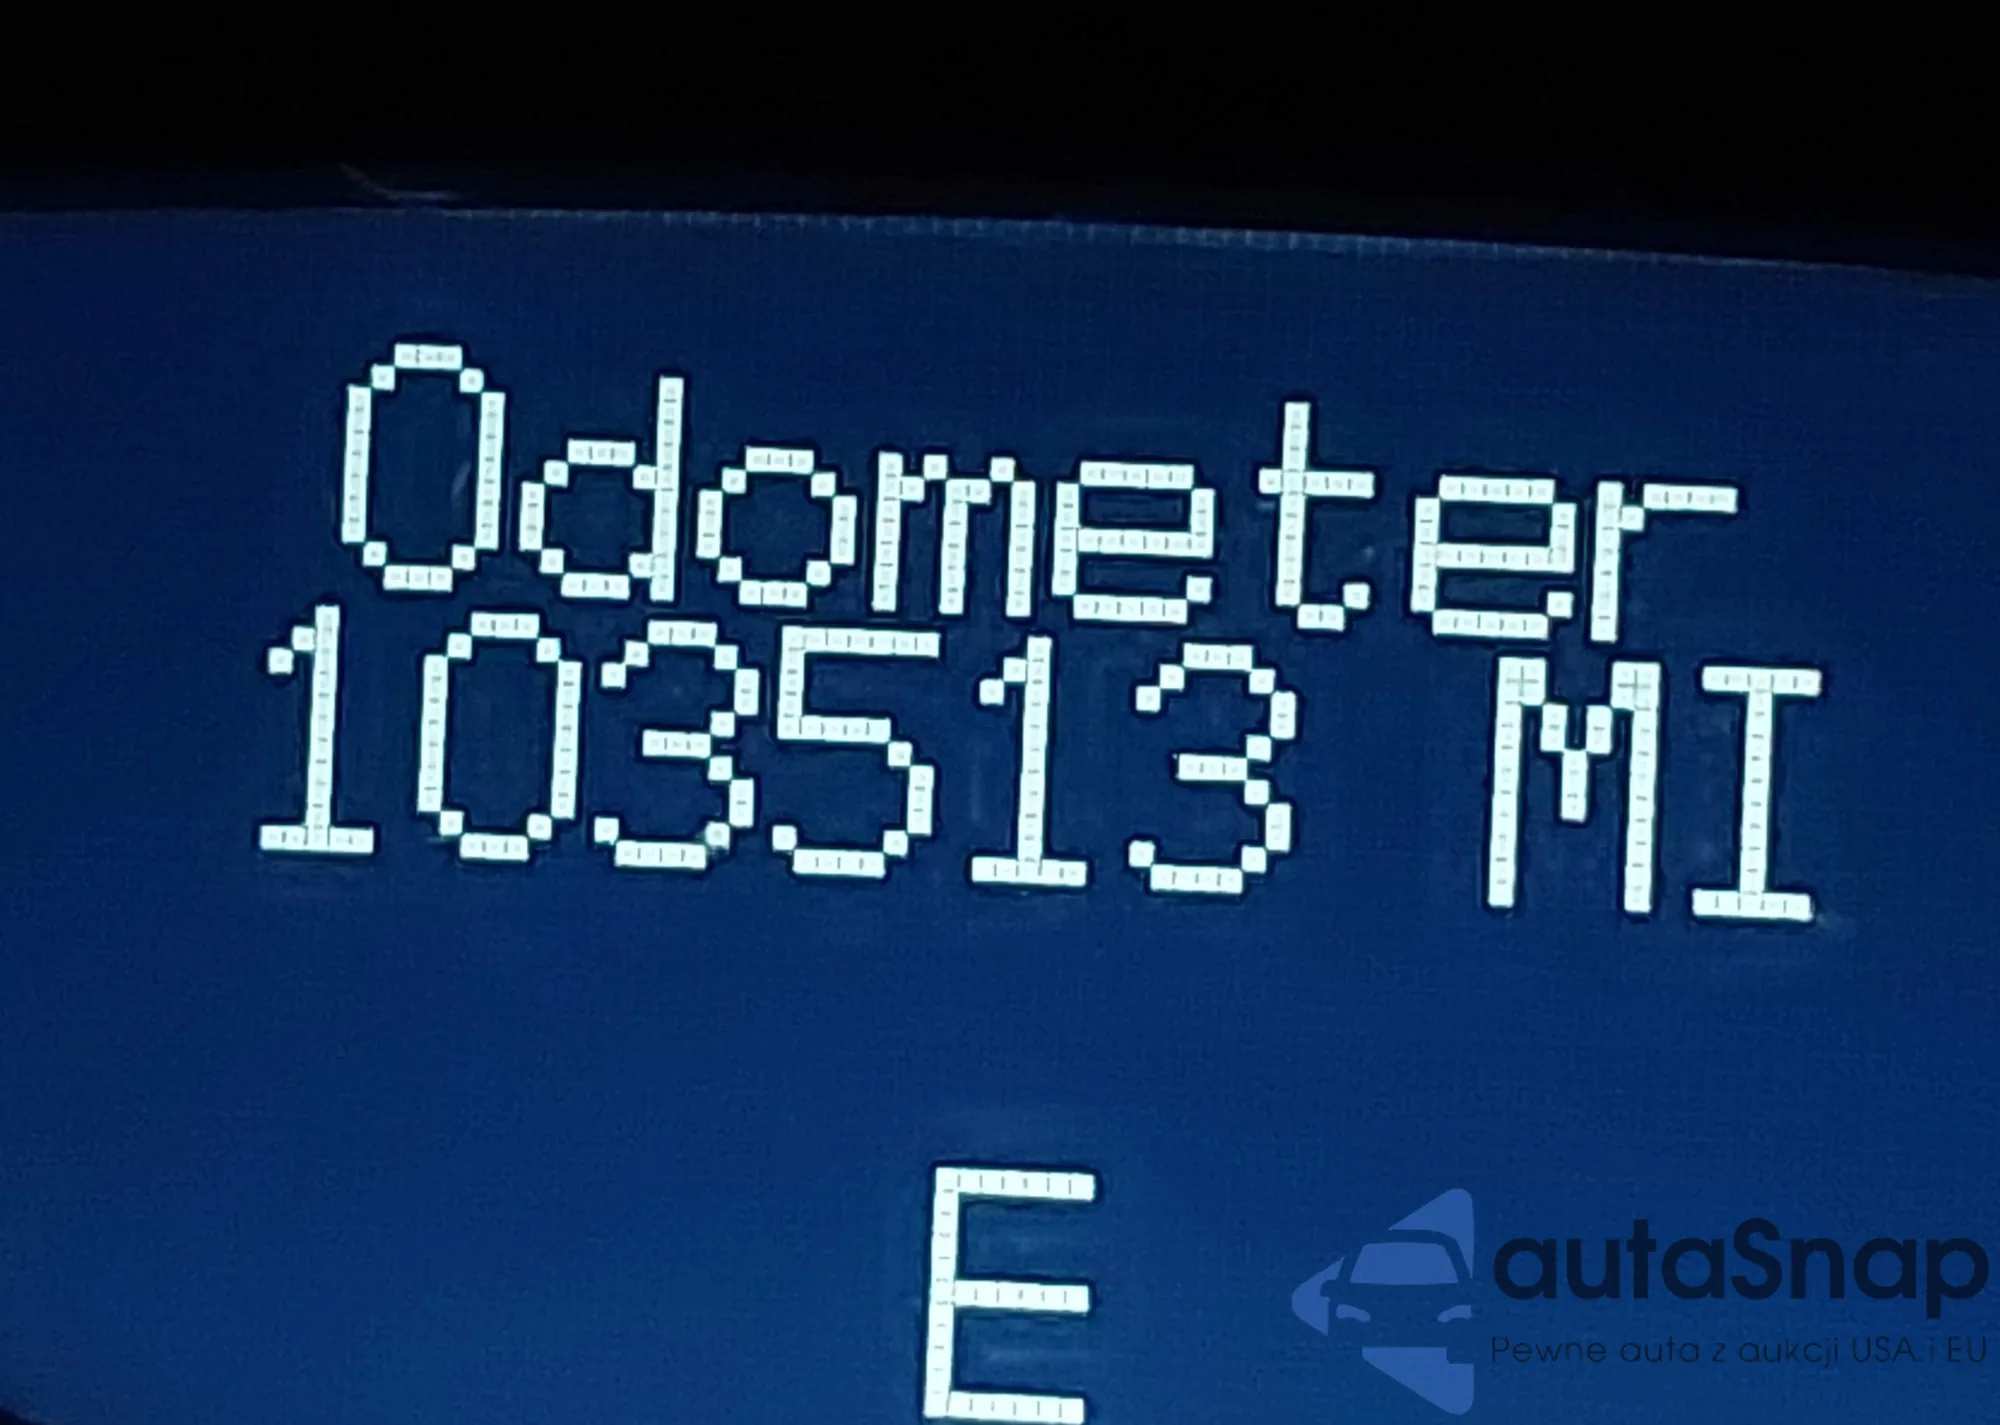 Odometer
103513 MI
E
autaSnap
Pewne auta z aukcji USA i EU